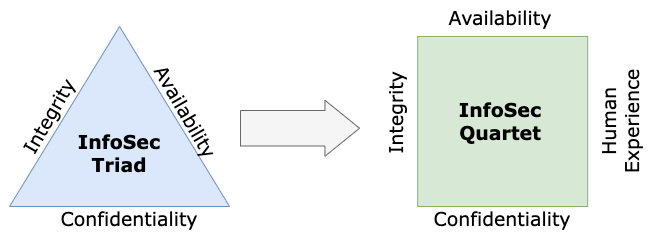 Integrity
Availability
InfoSec
Triad
Confidentiality
Availability
Integrity
InfoSec
Quartet
Human
Experience
Confidentiality